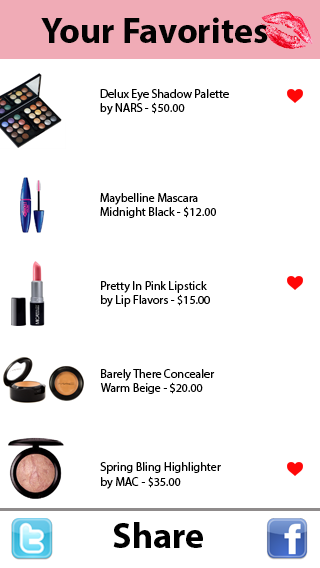 Your Favorites
Delux Eye Shadow Palette
by NARS - $50.00
Maybelline Mascara
Midnight Black - $12.00
Pretty In Pink Lipstick
by Lip Flavors - $15.00
Barely There Concealer
Warm Beige - $20.00
Spring Bling Highlighter
by MAC - $35.00
Share